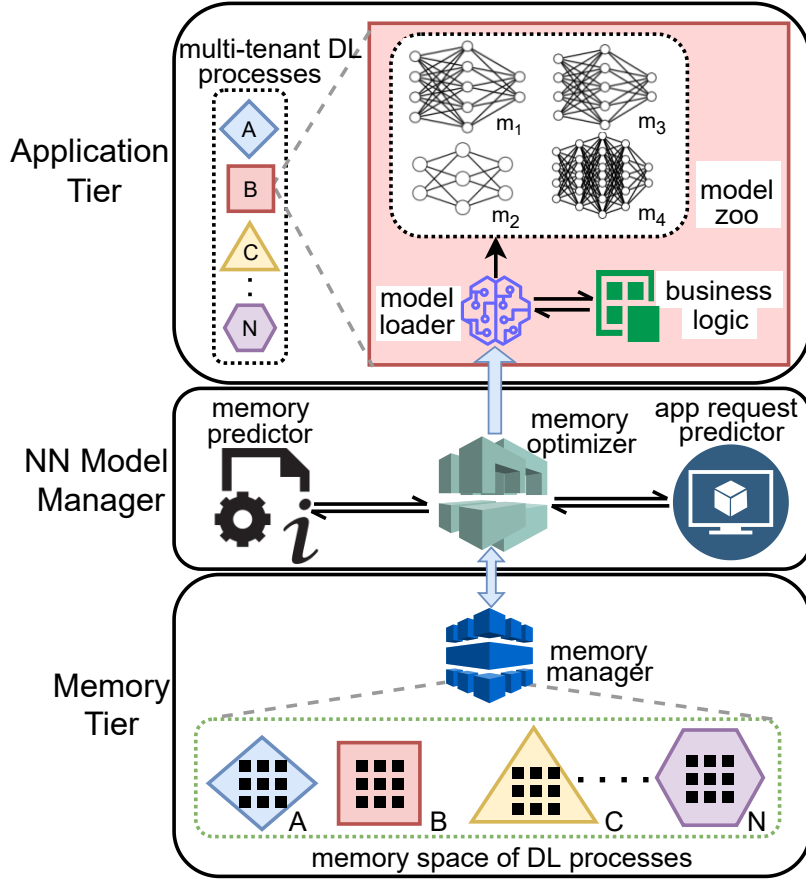 Application
Tier
multi-tenant DL
processes
A
B
C
N
m1
m3
m2
m4
model
zoo
model
loader
business
logic
NN Model
Manager
memory
predictor
memory
optimizer
app request
predictor
Memory
Tier
memory
manager
A
B
C
N
memory space of DL processes